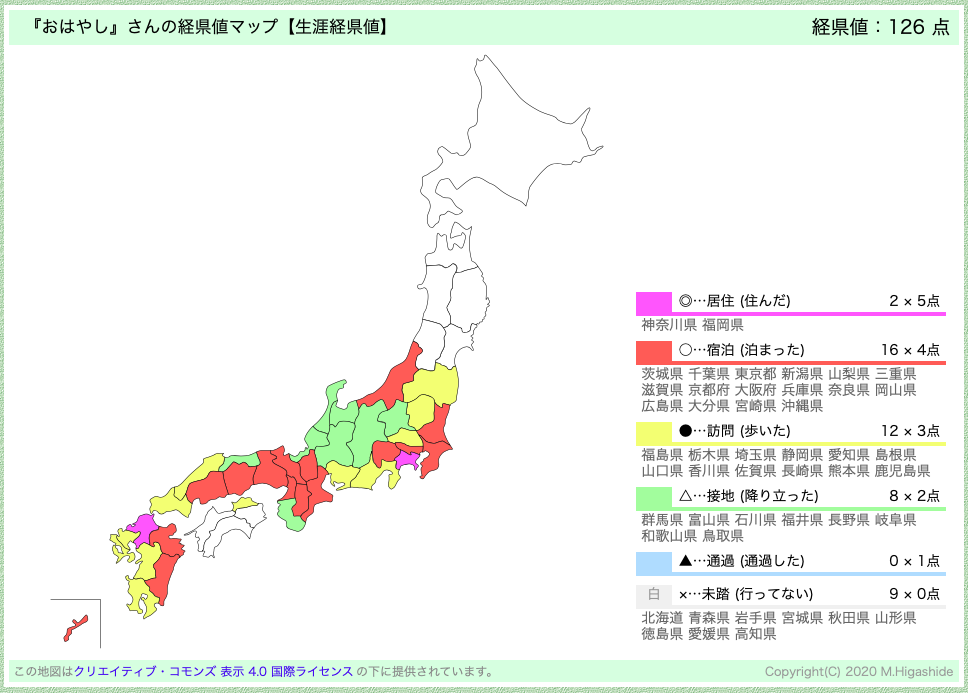 『おはやし』さんの経県値マップ【生涯経県値】
経県値：126 点
◎…居住 (住んだ) 2 × 5点
神奈川県 福岡県
○…宿泊 (泊まった) 16 × 4点
茨城県 千葉県 東京都 新潟県 山梨県 三重県
滋賀県 京都府 大阪府 兵庫県 奈良県 岡山県
広島県 大分県 宮崎県 沖縄県
●…訪問 (歩いた) 12 × 3点
福島県 栃木県 埼玉県 静岡県 愛知県 島根県
山口県 香川県 佐賀県 長崎県 熊本県 鹿児島県
△…接地 (降り立った) 8 × 2点
群馬県 富山県 石川県 福井県 長野県 岐阜県
和歌山県 鳥取県
▲…通過 (通過した) 0 × 1点
白 ×…未踏 (行ってない) 9 × 0点
北海道 青森県 岩手県 宮城県 秋田県 山形県
徳島県 愛媛県 高知県
この地図はクリエイティブ・コモンズ 表示 4.0 国際ライセンス の下に提供されています。
Copyright(C) 2020 M.Higashide